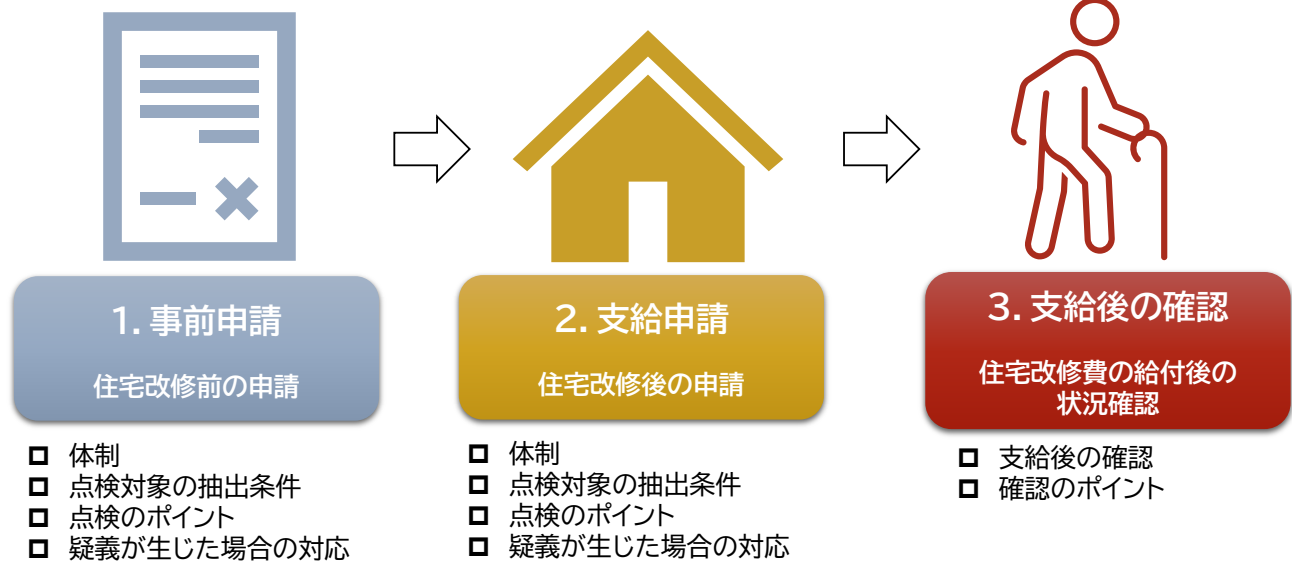 1. 事前申請
住宅改修前の申請
体制
点検対象の抽出条件
点検のポイント
疑義が生じた場合の対応
2. 支給申請
住宅改修後の申請
体制
点検対象の抽出条件
点検のポイント
疑義が生じた場合の対応
3. 支給後の確認
住宅改修費の給付後の
状況確認
支給後の確認
確認のポイント